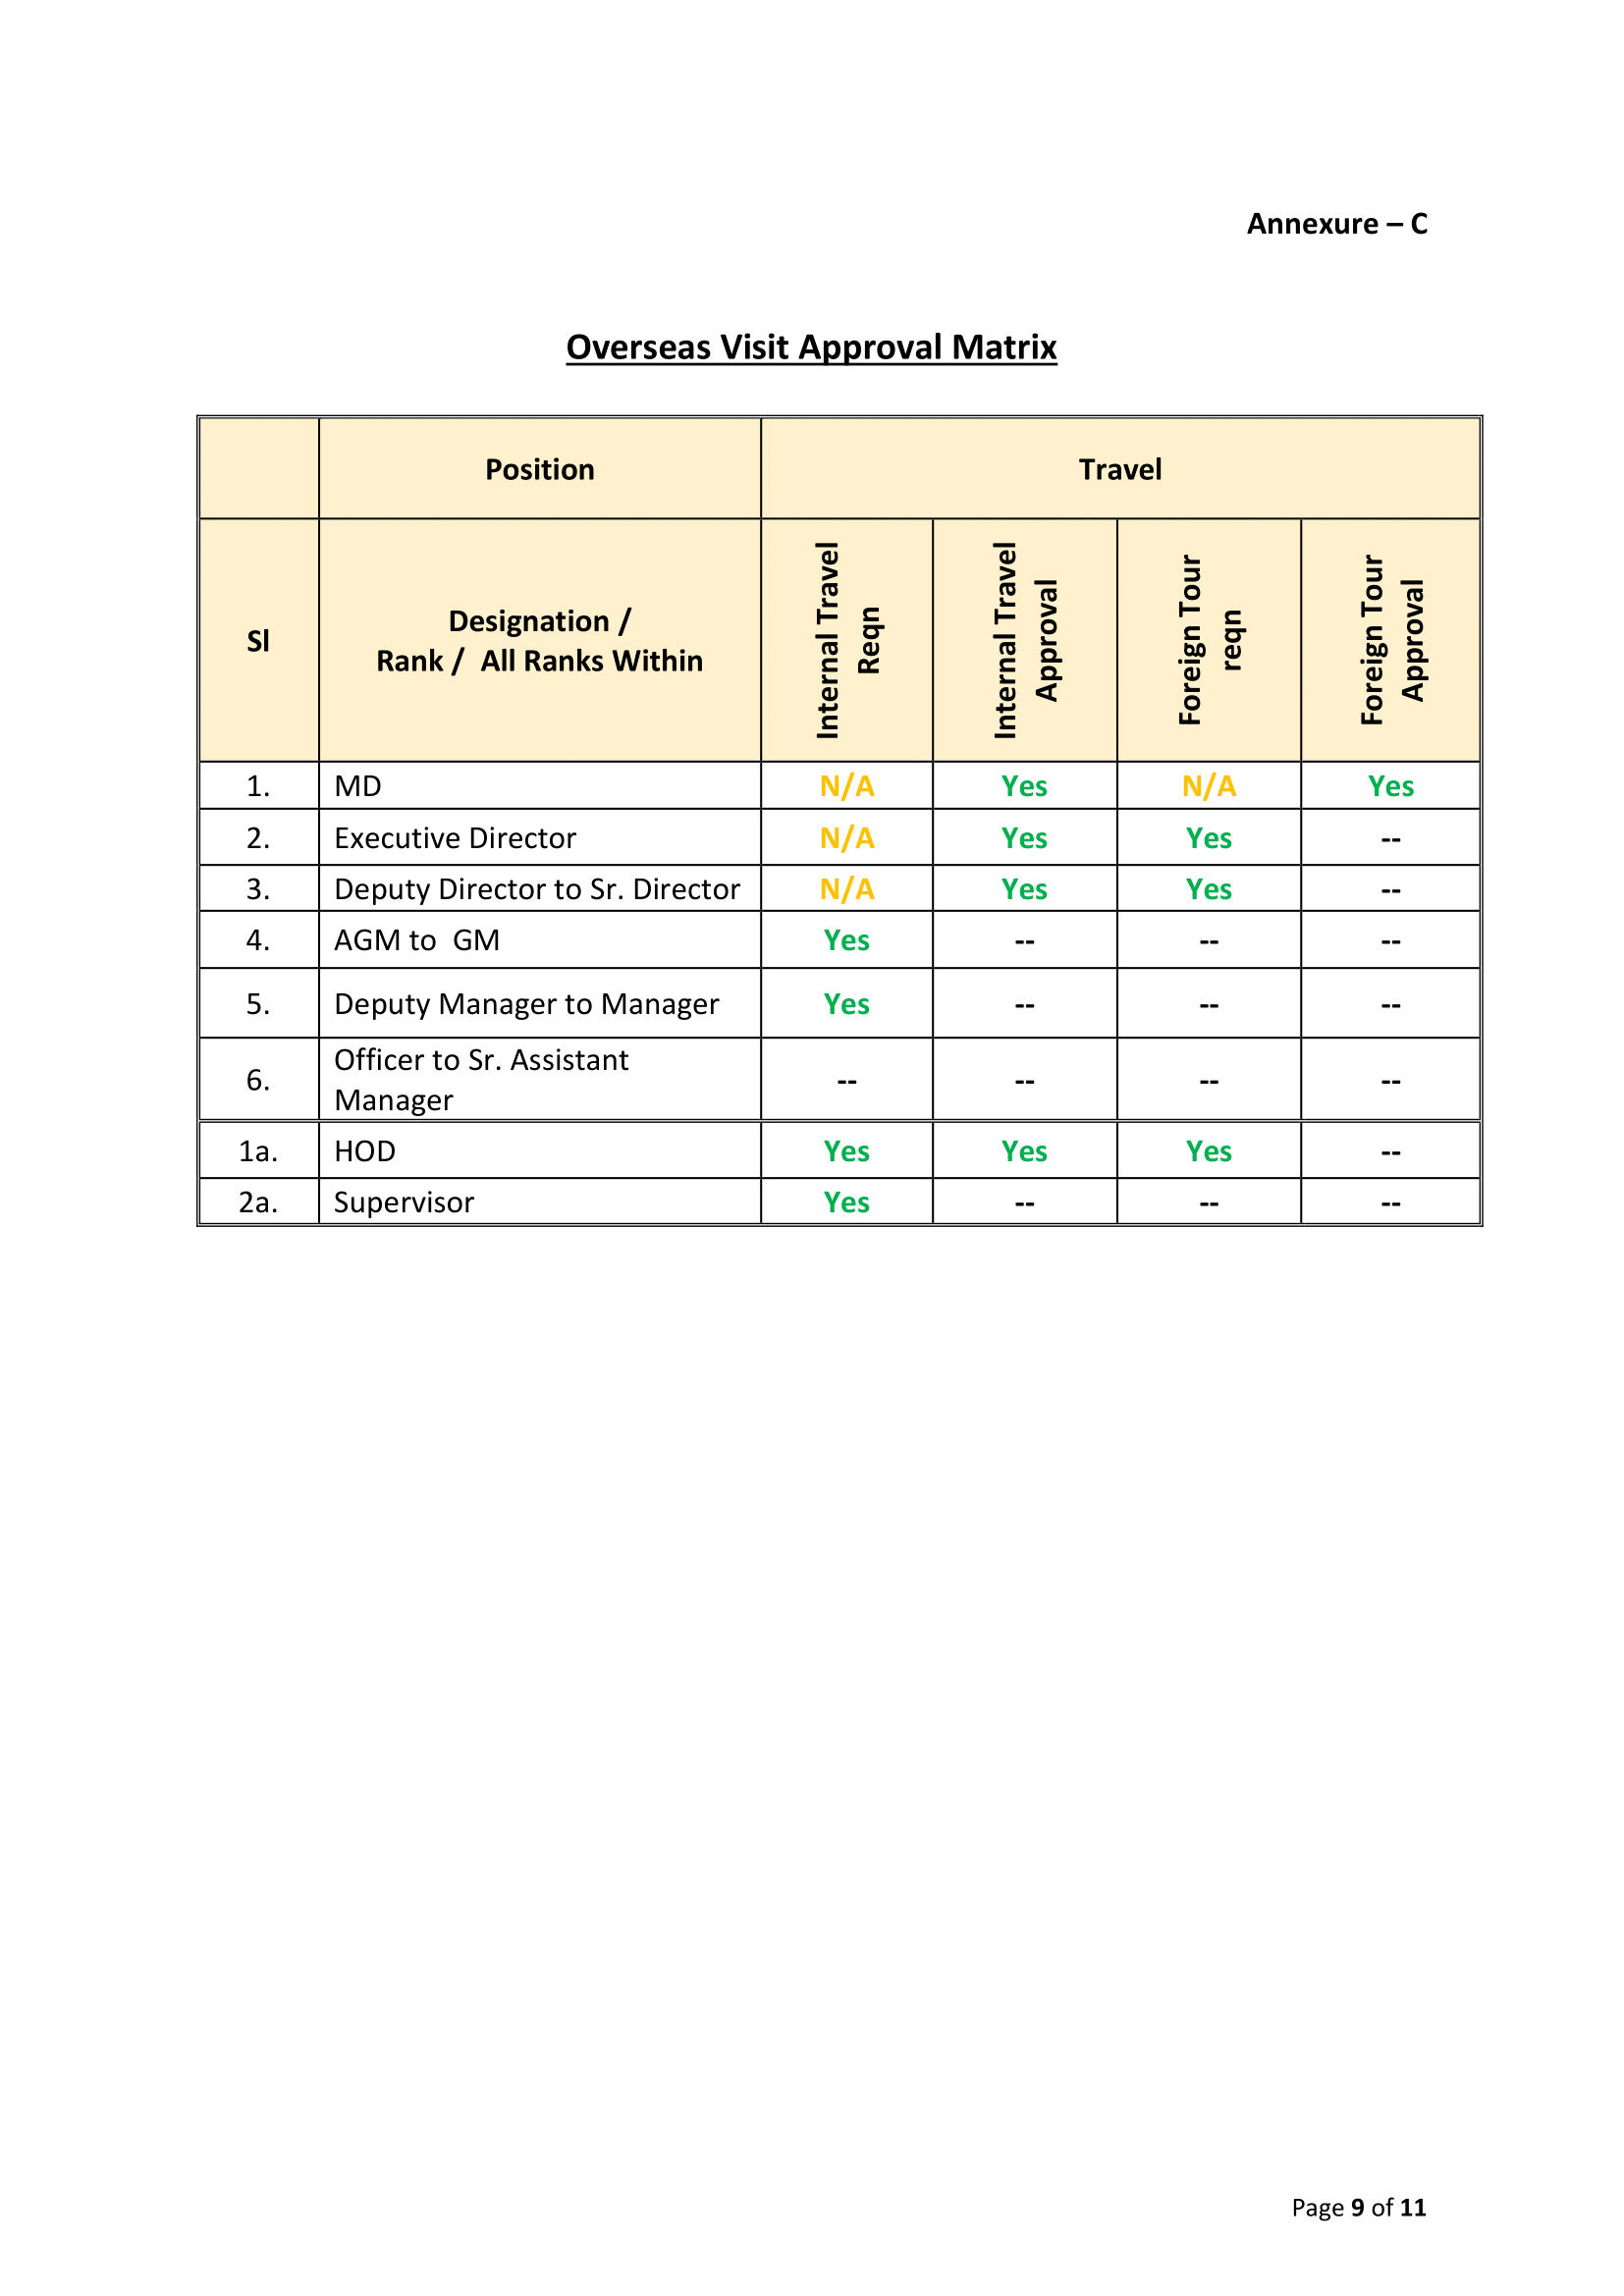 Annexure – C
Overseas Visit Approval Matrix
Position Travel
Sl
Designation /
Rank / All Ranks Within
Internal Travel
Reqn
Internal Travel
Approval
Foreign Tour
reqn
Foreign Tour
Approval
1. MD N/A Yes N/A Yes
2. Executive Director N/A Yes Yes --
3. Deputy Director to Sr. Director N/A Yes Yes --
4. AGM to GM Yes -- -- --
5. Deputy Manager to Manager Yes -- -- --
6. Officer to Sr. Assistant
Manager -- -- -- --
1a. HOD Yes Yes Yes --
2a. Supervisor Yes -- -- --
Page 9 of 11